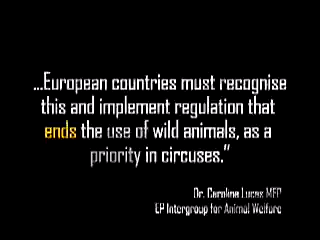 ...European countries must recognise
this and implement regulation that
ends the use of wild animals, as a
priority in circuses.”
Dr. Caroline Lucas MEP
EP Intergroup for Animal Welfare